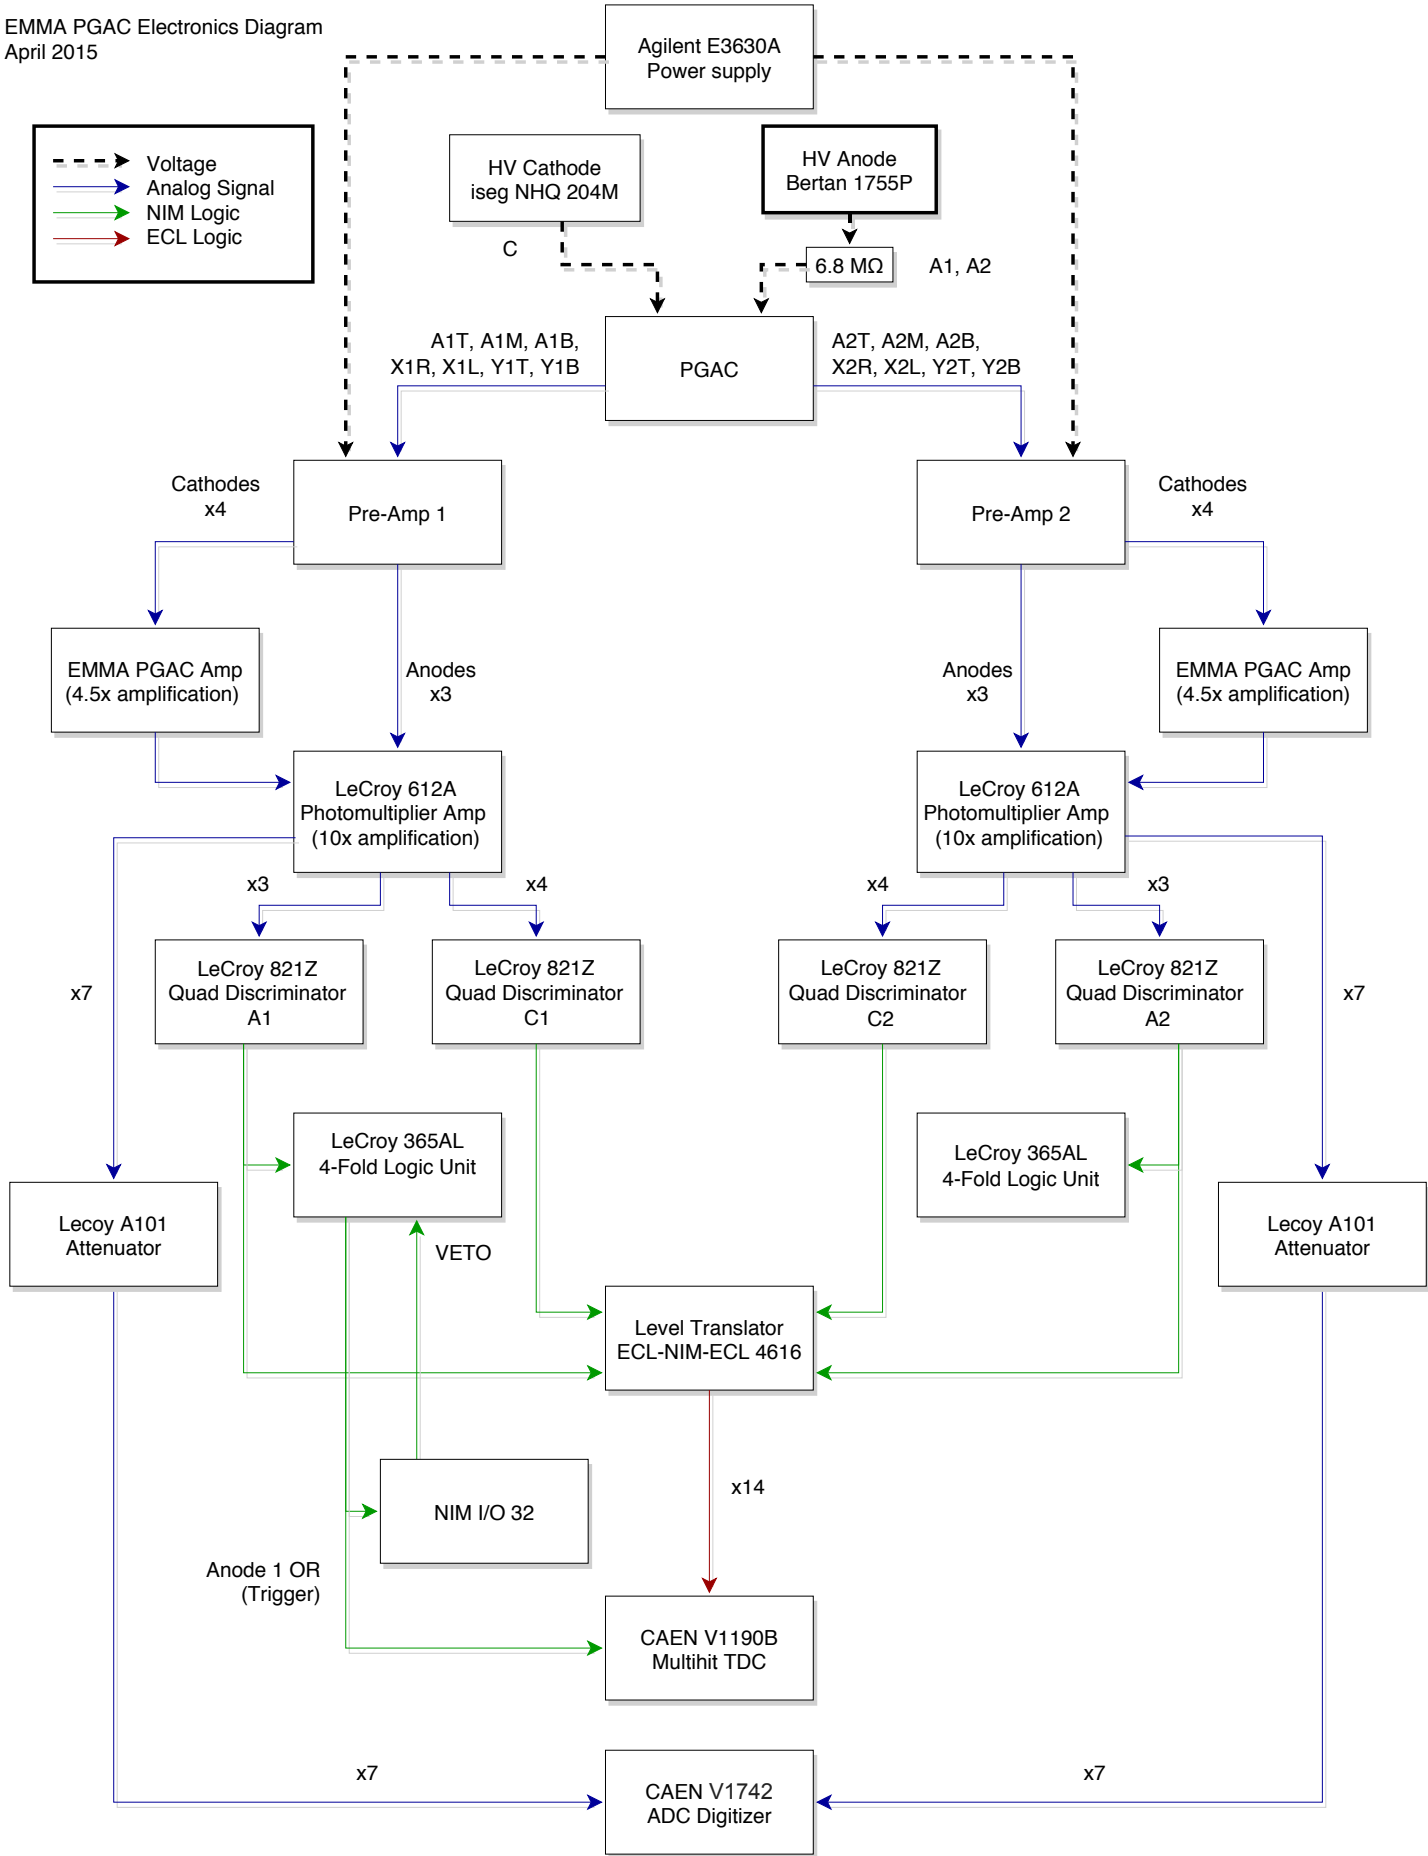 EMMA PGAC Electronics Diagram
April 2015
Agilent E3630A
Power supply
Voltage
Analog Signal
NIM Logic
ECL Logic
HV Cathode
iseg NHQ 204M
HV Anode
Bertan 1755P
C
6.8 MΩ
A1, A2
A1T, A1M, A1B,
X1R, X1L, Y1T, Y1B
PGAC
A2T, A2M, A2B,
X2R, X2L, Y2T, Y2B
Cathodes
x4
Pre-Amp 1
Pre-Amp 2
Cathodes
x4
EMMA PGAC Amp
(4.5x amplification)
Anodes
x3
Anodes
x3
EMMA PGAC Amp
(4.5x amplification)
LeCroy 612A
Photomultiplier Amp
(10x amplification)
LeCroy 612A
Photomultiplier Amp
(10x amplification)
x3
x4
x4
x3
x7
LeCroy 821Z
Quad Discriminator
A1
LeCroy 821Z
Quad Discriminator
C1
LeCroy 821Z
Quad Discriminator
C2
LeCroy 821Z
Quad Discriminator
A2
x7
LeCroy 365AL
4-Fold Logic Unit
LeCroy 365AL
4-Fold Logic Unit
Lecoy A101
Attenuator
VETO
Lecoy A101
Attenuator
Level Translator
ECL-NIM-ECL 4616
x14
NIM I/O 32
Anode 1 OR
(Trigger)
CAEN V1190B
Multihit TDC
x7
CAEN V1742
ADC Digitizer
x7